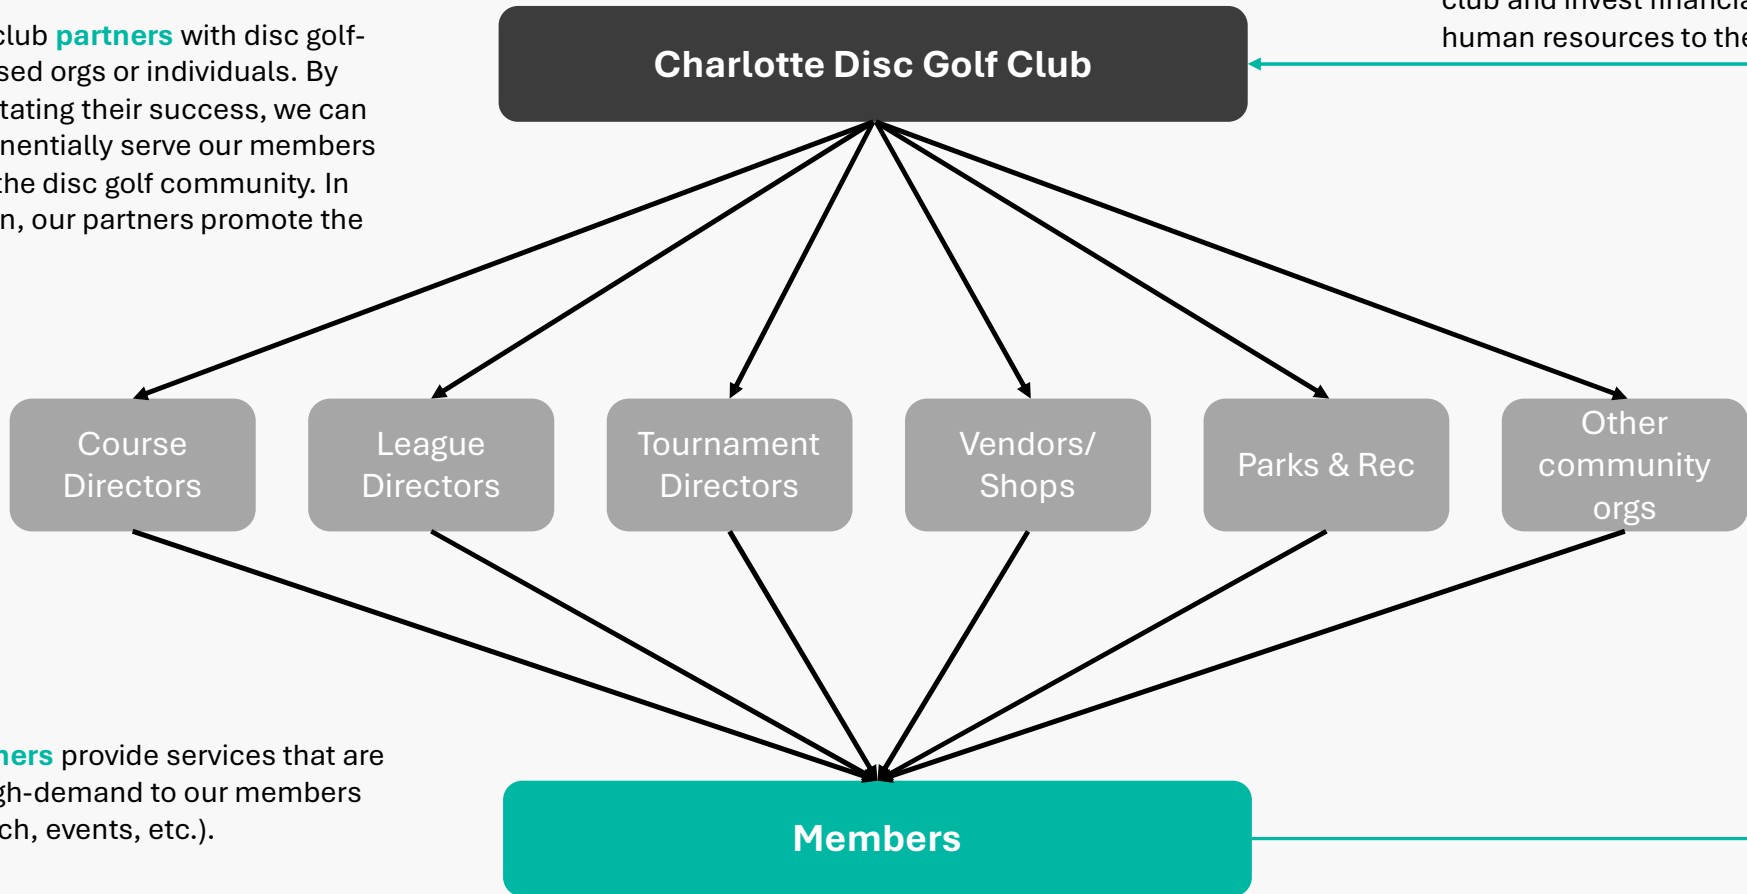 club partners with disc golf-
sed orgs or individuals. By
tating their success, we can
nentially serve our members
the disc golf community. In
n, our partners promote the
Charlotte Disc Golf Club
club and invest financia
human resources to the
Course
Directors
League
Directors
Tournament
Directors
Vendors/
Shops
Parks & Rec
Other
community
orgs
ners provide services that are
gh-demand to our members
ch, events, etc.).
Members